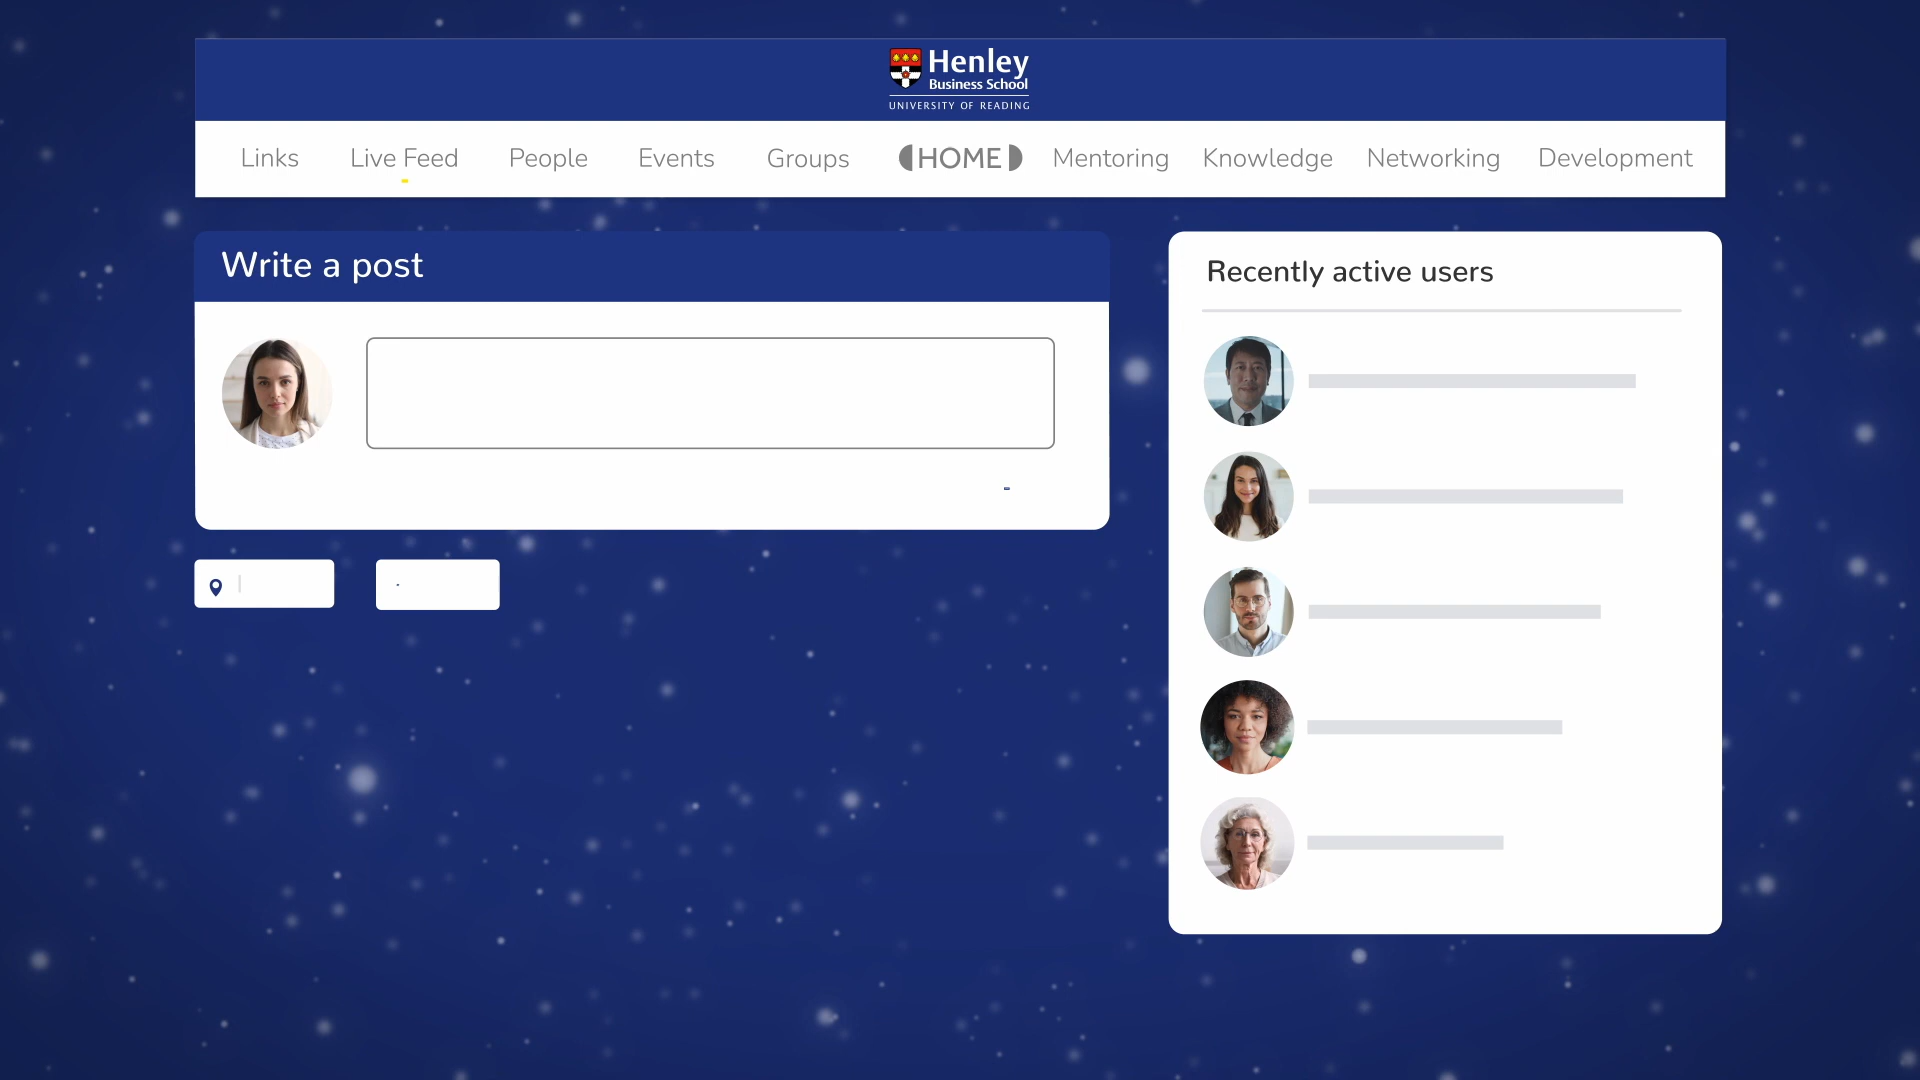 Henley
Business School
UNIVERSITY OF READING
Links Live Feed People Events Groups HOME Mentoring Knowledge Networking Development
Write a post
Recently active users